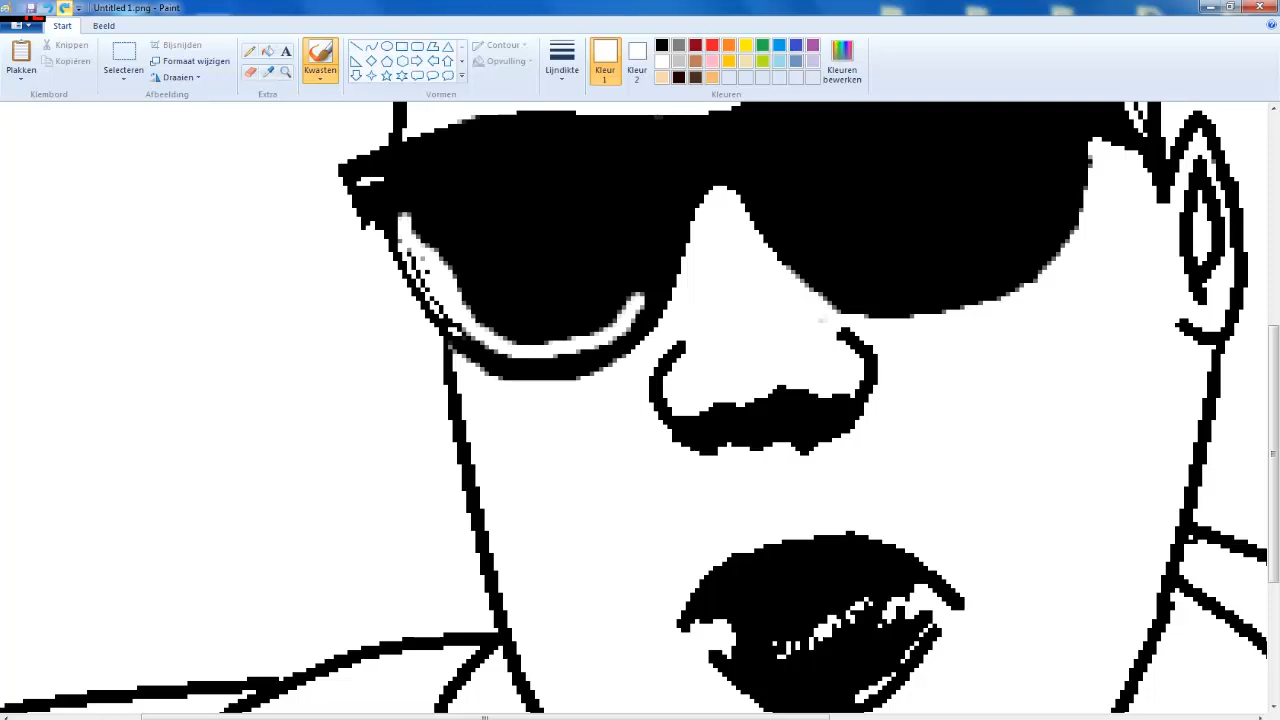 Untitled 1.png - Paint
Start Beeld
Plakken
Knippen
Kopiëren
Klembord
Selecteren
Bijsnijden
Formaat wijzigen
Draaien
Afbeelding
A
Extra
Kwasten
Contour
Opvulling
Vormen
Lijndikte
Kleur 1
Kleur 2
Kleuren bewerken
Kleuren